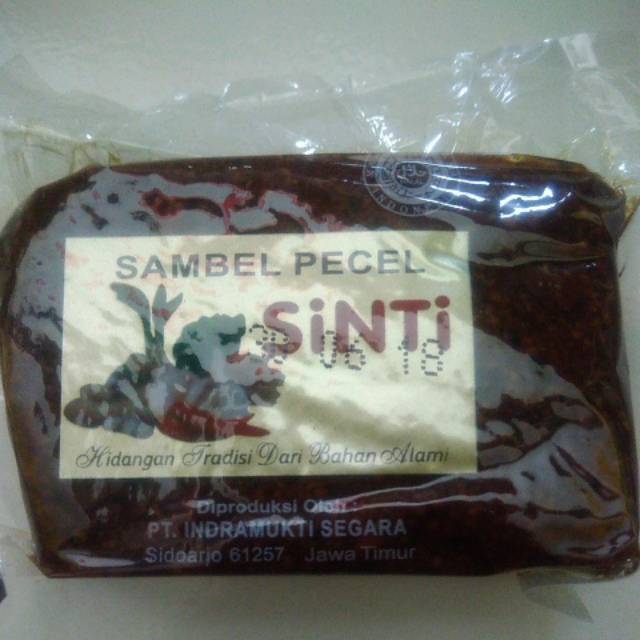 SAMBEL PECEL
SiNTi
06 18
Hidangan Tradisi Dari Bahan Alami
Diproduksi Oleh :
PT. INDRAMUKTI SEGARA
Sidoarjo 61257 Jawa Timur